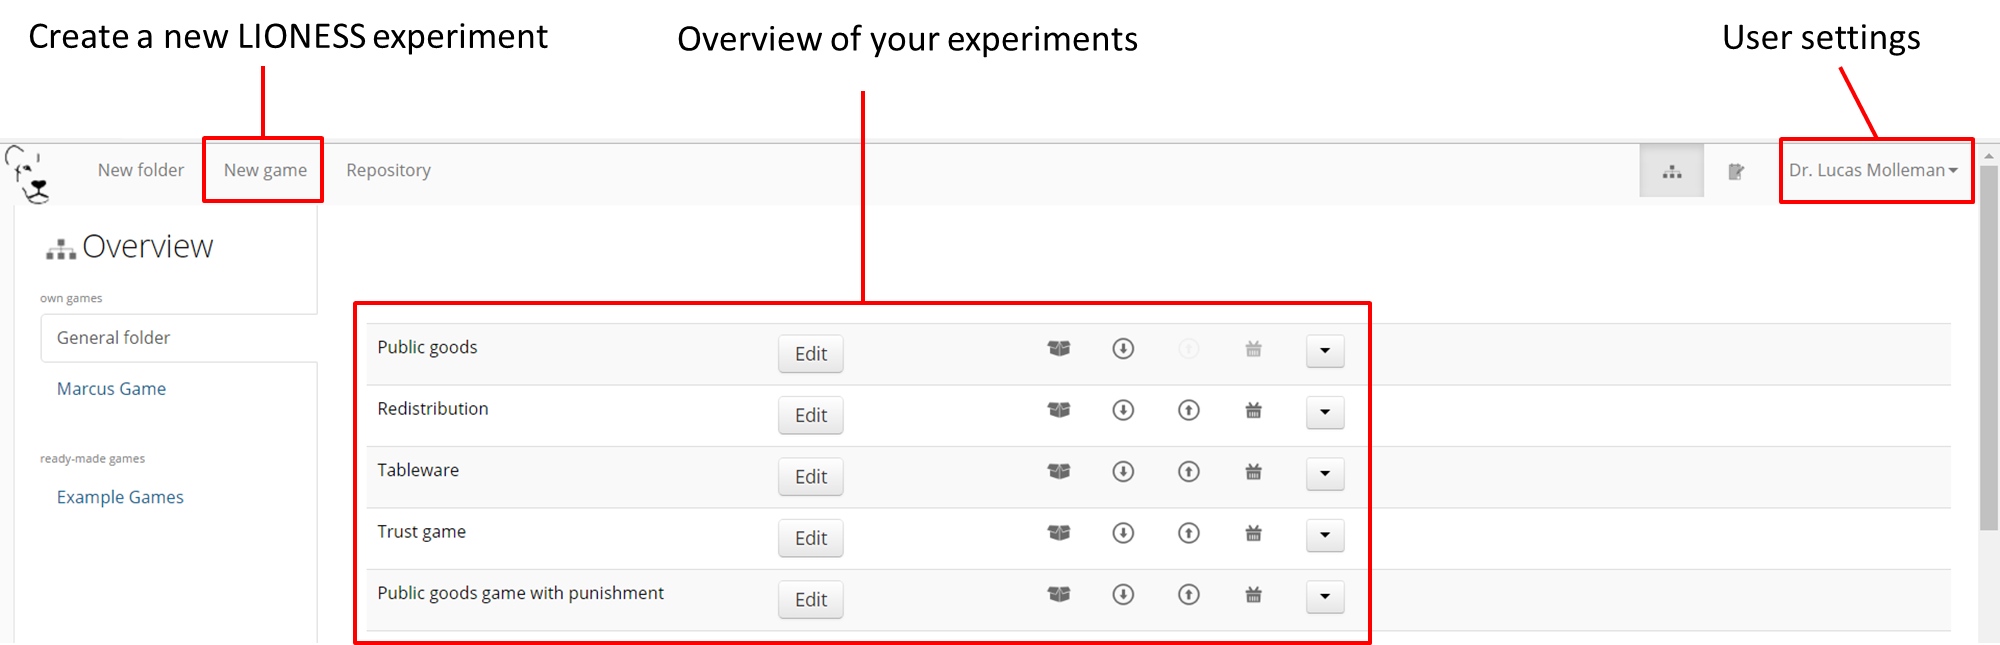 Create a new LIONESS experiment
Overview of your experiments
User settings
New folder
New game
Repository
Dr. Lucas Molleman
Overview
own games
General folder
Marcus Game
ready-made games
Example Games
Public goods
Edit
Redistribution
Edit
Tableware
Edit
Trust game
Edit
Public goods game with punishment
Edit